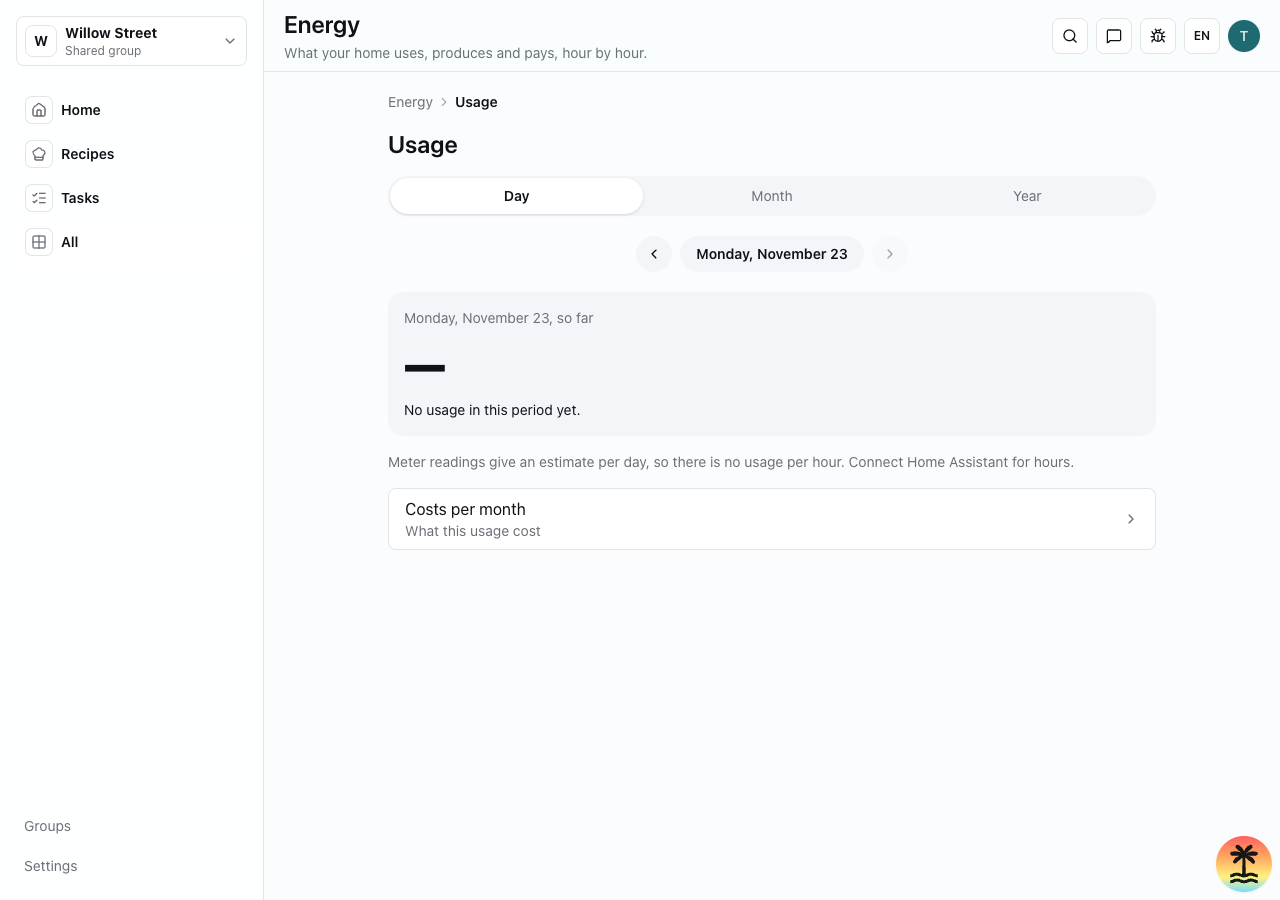 W
Willow Street
Shared group
Home
Recipes
Tasks
All
Groups
Settings
Energy
What your home uses, produces and pays, hour by hour.
EN
T
Energy > Usage
Usage
Day
Month
Year
Monday, November 23
Monday, November 23, so far
—
No usage in this period yet.
Meter readings give an estimate per day, so there is no usage per hour. Connect Home Assistant for hours.
Costs per month
What this usage cost